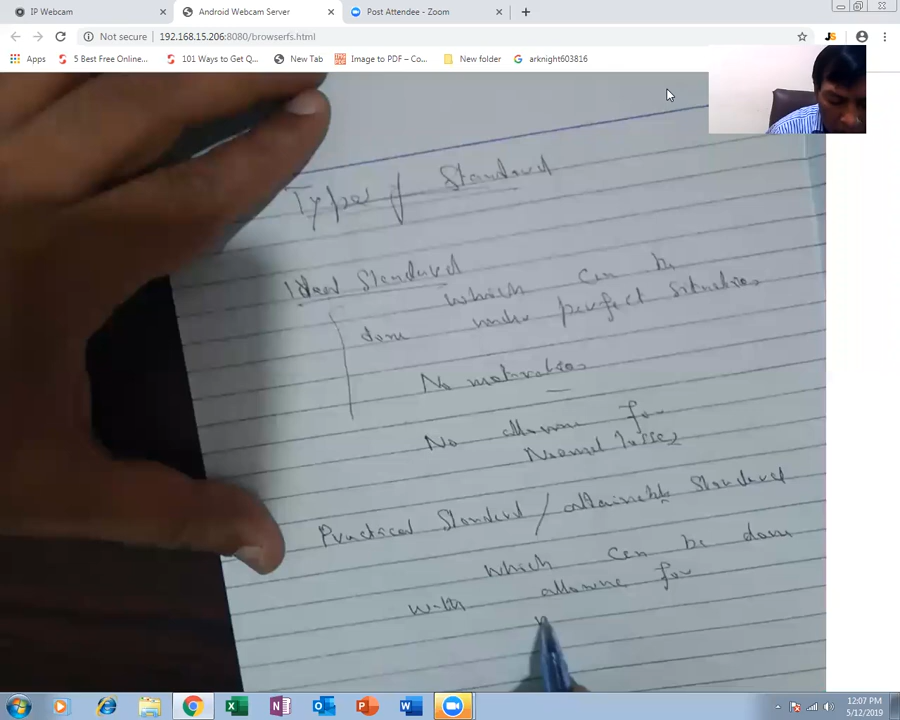 IP Webcam
Android Webcam Server
Post Attendee - Zoom
Not secure | 192.168.15.206:8080/browserfs.html
Apps
5 Best Free Online...
101 Ways to Get Q...
New Tab
Image to PDF – Co...
New folder
arknight603816
Types of Standard
Ideal Standard
which can be
done under perfect situation
No motivation
No allowance for
Normal losses
Practical Standard / attainable Standard
which can be done
with allowance for
12:07 PM
5/12/2019